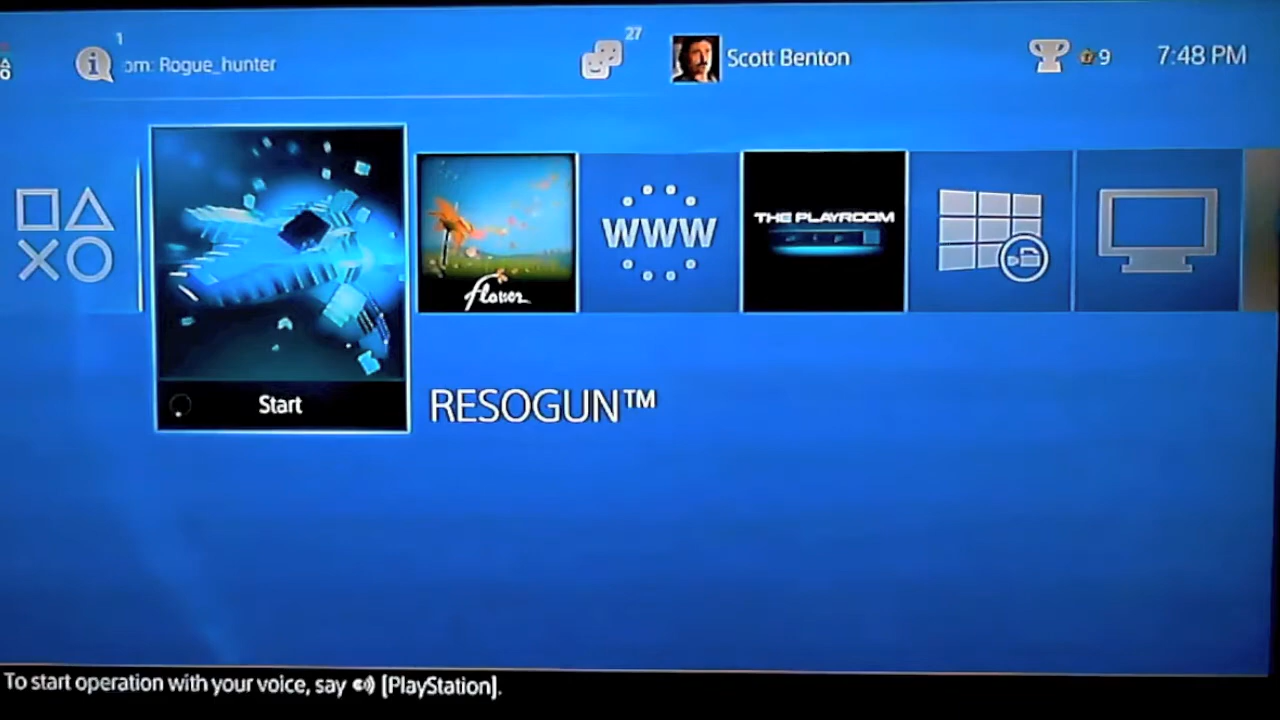 1
om: Rogue_hunter
27
Scott Benton
9
7:48 PM
flower
WWW
THE PLAYROOM
Start
RESOGUN™
To start operation with your voice, say [PlayStation].